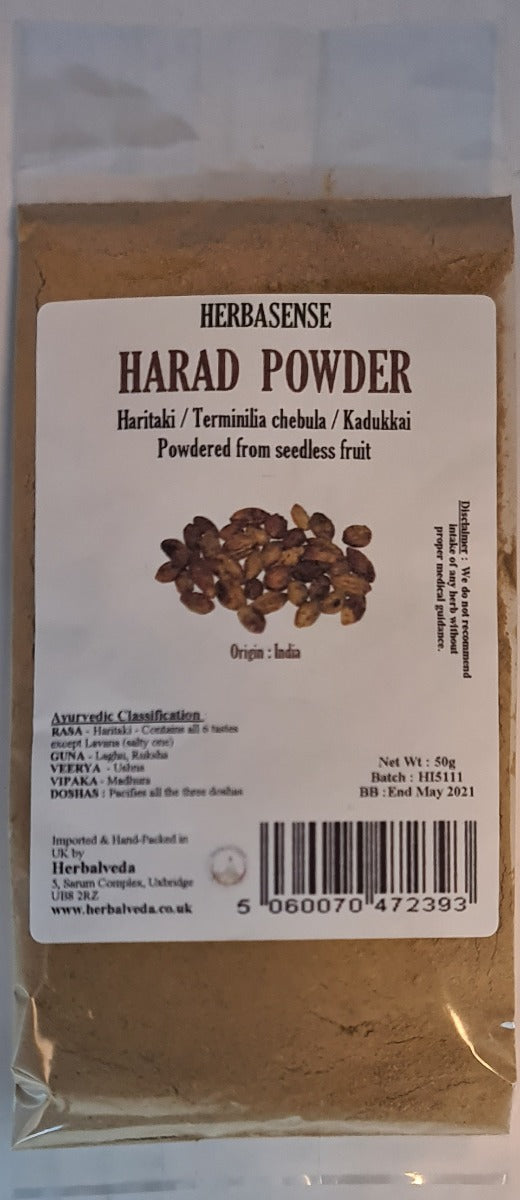 HERBASENSE
HARAD POWDER
Haritaki / Terminilia chebula / Kadukkai
Powdered from seedless fruit
Disclaimer : We do not recommend
intake of any herb without
proper medical guidance.
Origin : India
Ayurvedic Classification
RASA - Haritaki - Contains all 6 tastes
except Lavana (salty one)
GUNA - Laghu, Ruksha
VEERYA - Ushna
VIPAKA - Madhura
DOSHAS : Pacifies all the three doshas
Net Wt : 50g
Batch : HI5111
BB :End May 2021
Imported & Hand-Packed in
UK by
Herbalveda
5, Sarum Complex, Uxbridge
UB8 2RZ
www.herbalveda.co.uk
5 060070 472393